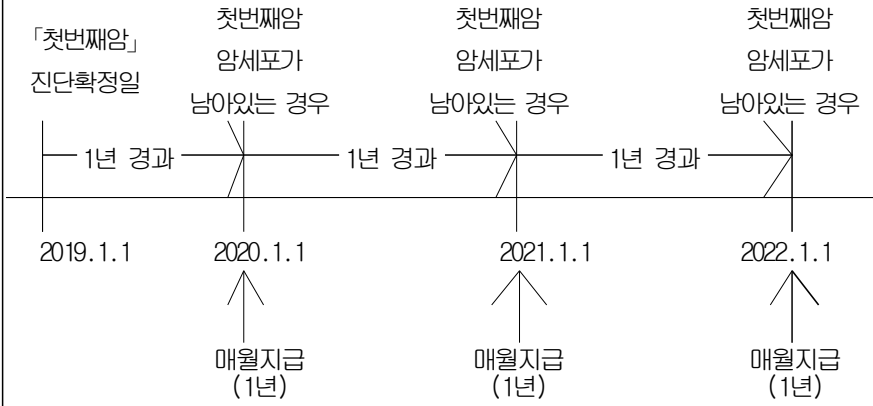 「첫번째암」
진단확정일
첫번째암
암세포가
남아있는 경우
첫번째암
암세포가
남아있는 경우
첫번째암
암세포가
남아있는 경우
1년 경과
1년 경과
1년 경과
2019.1.1
2020.1.1
2021.1.1
2022.1.1
매월지급
(1년)
매월지급
(1년)
매월지급
(1년)